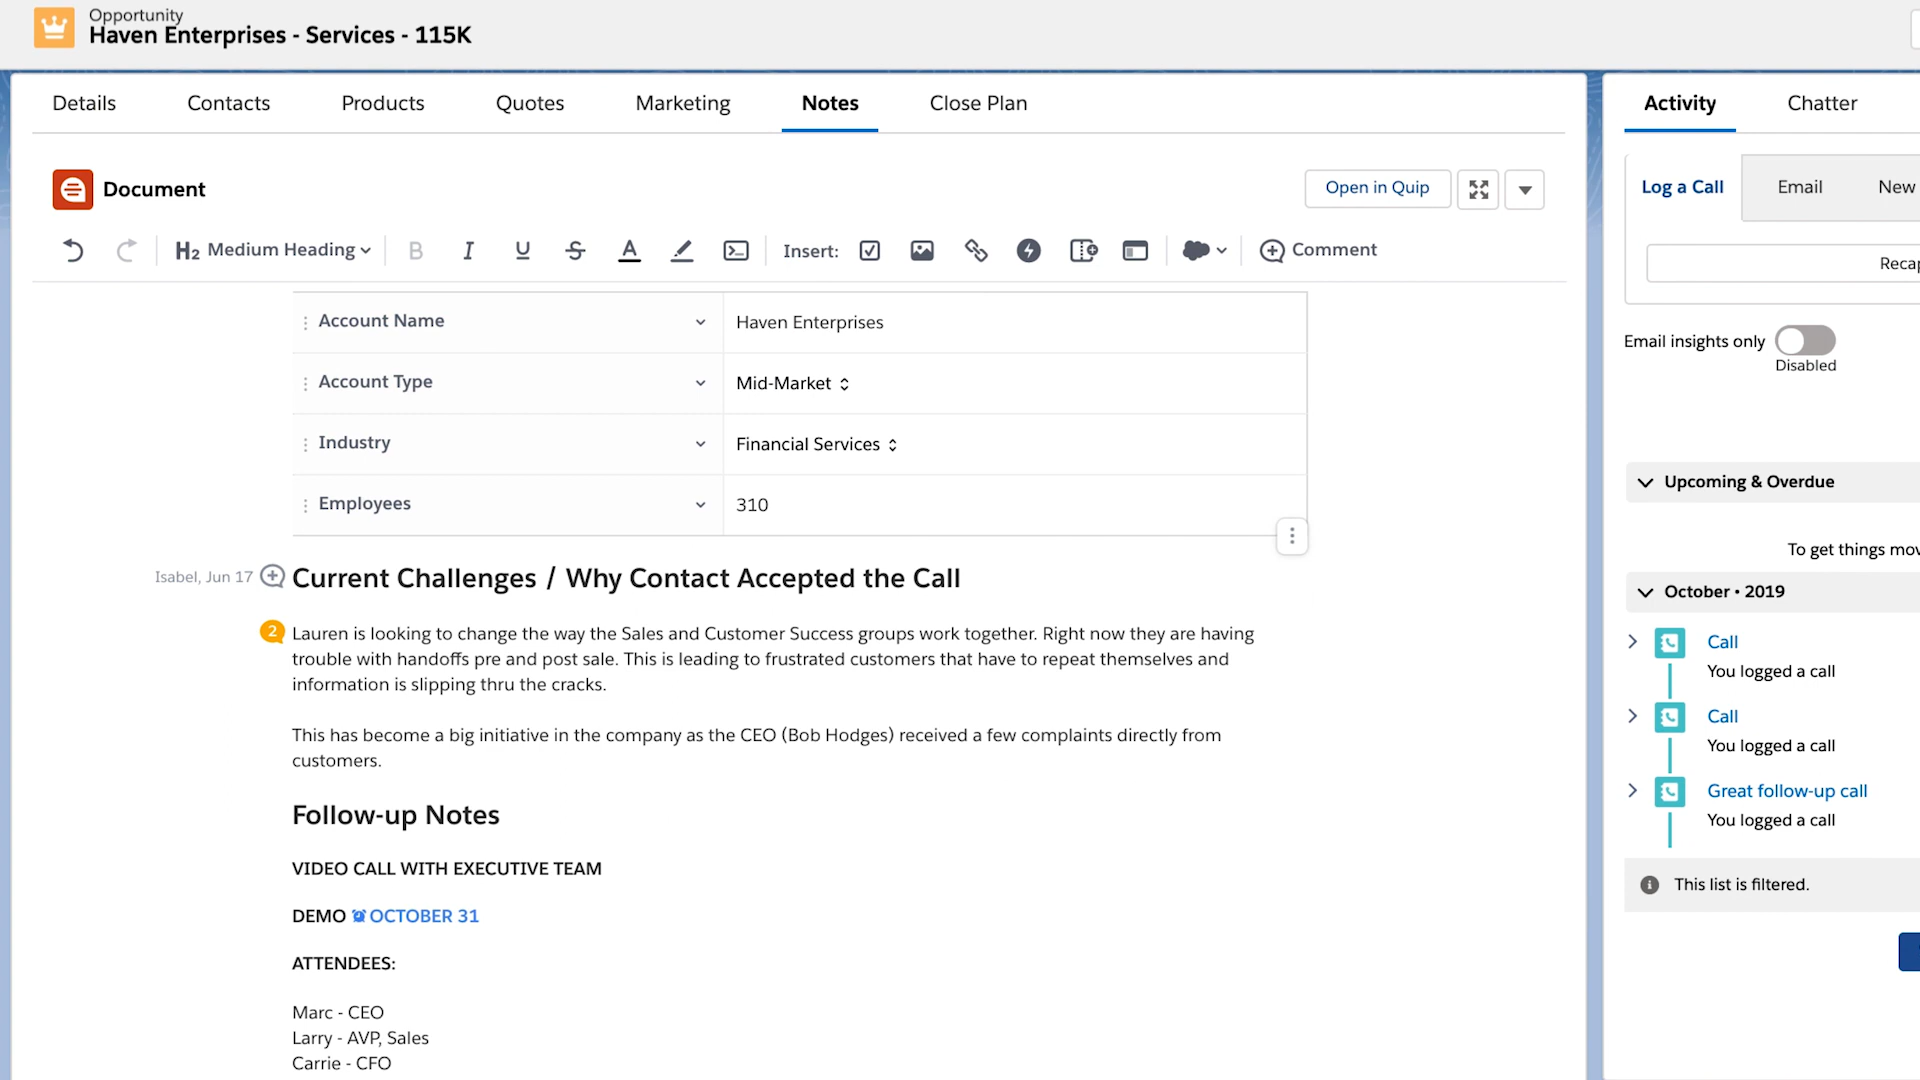 Opportunity
Haven Enterprises - Services - 115K
Details Contacts Products Quotes Marketing Notes Close Plan
Activity Chatter
Document
Open in Quip
Log a Call Email New
H2 Medium Heading B I U S A Insert: Comment
Recap
Account Name Haven Enterprises
Account Type Mid-Market
Industry Financial Services
Employees 310
Email insights only
Disabled
Upcoming & Overdue
To get things mov
October • 2019
Call
You logged a call
Call
You logged a call
Great follow-up call
You logged a call
This list is filtered.
Isabel, Jun 17
Current Challenges / Why Contact Accepted the Call
2
Lauren is looking to change the way the Sales and Customer Success groups work together. Right now they are having
trouble with handoffs pre and post sale. This is leading to frustrated customers that have to repeat themselves and
information is slipping thru the cracks.
This has become a big initiative in the company as the CEO (Bob Hodges) received a few complaints directly from
customers.
Follow-up Notes
VIDEO CALL WITH EXECUTIVE TEAM
DEMO OCTOBER 31
ATTENDEES:
Marc - CEO
Larry - AVP, Sales
Carrie - CFO